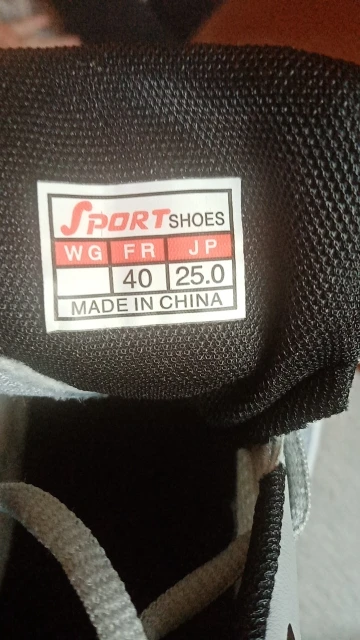 SPORT SHOES
WG FR JP
40 25.0
MADE IN CHINA